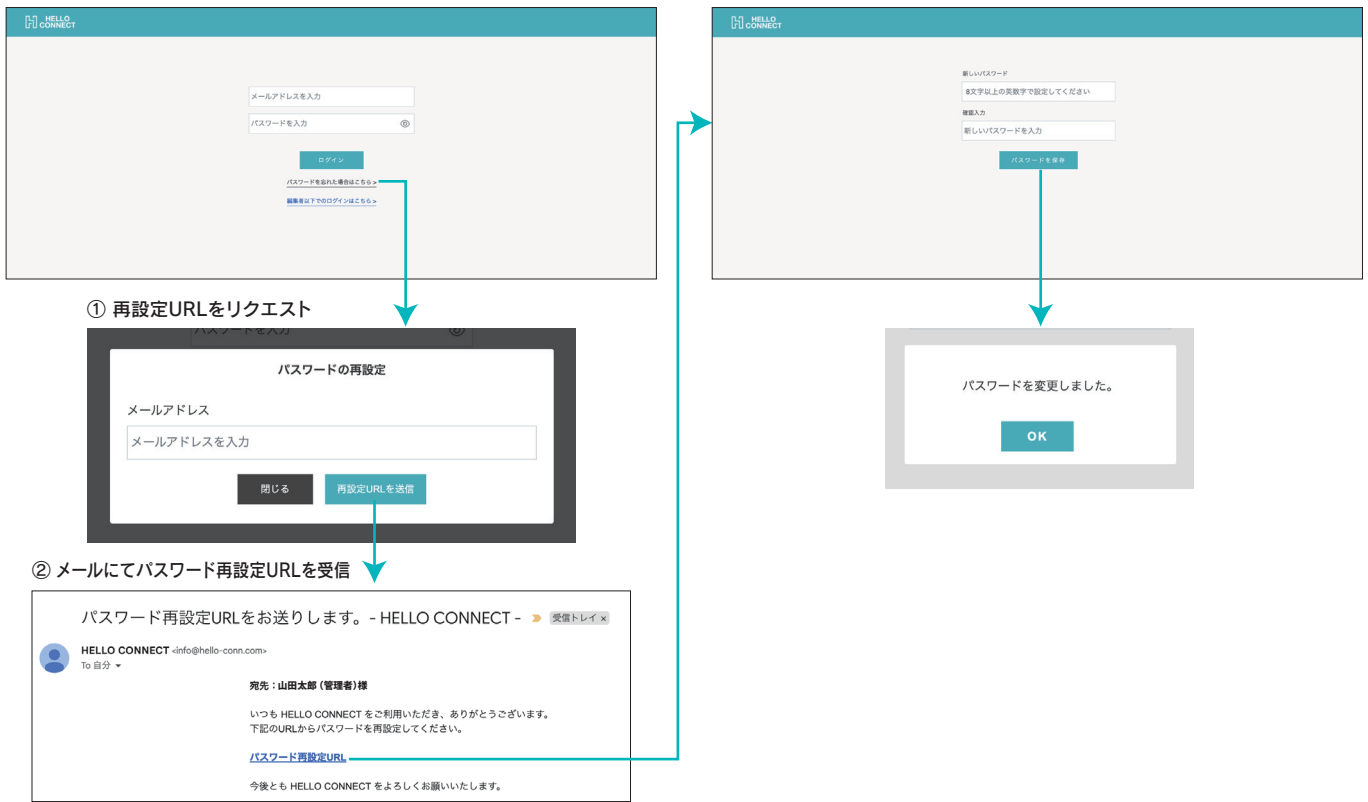 HELLO
CONNECT
メールアドレスを入力
パスワードを入力
ログイン
パスワードを忘れた場合はこちら >
編集者以下でのログインはこちら >
① 再設定URLをリクエスト
パスワードを入力
パスワードの再設定
メールアドレス
メールアドレスを入力
閉じる
再設定URLを送信
② メールにてパスワード再設定URLを受信
パスワード再設定URLをお送りします。- HELLO CONNECT -
受信トレイ ×
HELLO CONNECT <info@hello-conn.com>
To 自分
宛先：山田太郎（管理者）様
いつも HELLO CONNECT をご利用いただき、ありがとうございます。
下記のURLからパスワードを再設定してください。
パスワード再設定URL
今後とも HELLO CONNECT をよろしくお願いいたします。
HELLO
CONNECT
新しいパスワード
8文字以上の英数字で設定してください
確認入力
新しいパスワードを入力
パスワードを保存
パスワードを変更しました。
OK